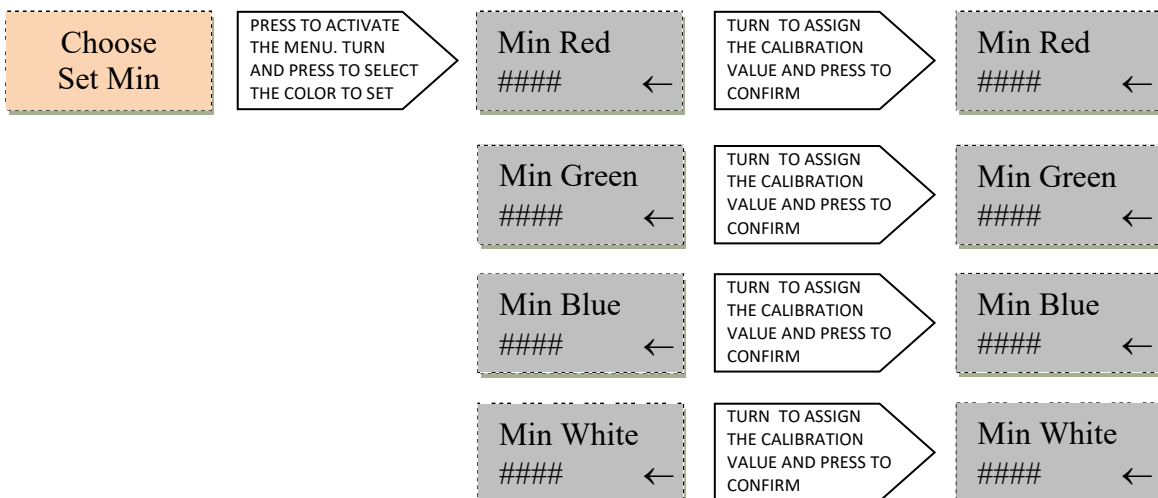 Choose
Set Min
PRESS TO ACTIVATE
THE MENU. TURN
AND PRESS TO SELECT
THE COLOR TO SET
Min Red
#### ←
TURN TO ASSIGN
THE CALIBRATION
VALUE AND PRESS TO
CONFIRM
Min Red
#### ←
Min Green
#### ←
TURN TO ASSIGN
THE CALIBRATION
VALUE AND PRESS TO
CONFIRM
Min Green
#### ←
Min Blue
#### ←
TURN TO ASSIGN
THE CALIBRATION
VALUE AND PRESS TO
CONFIRM
Min Blue
#### ←
Min White
#### ←
TURN TO ASSIGN
THE CALIBRATION
VALUE AND PRESS TO
CONFIRM
Min White
#### ←